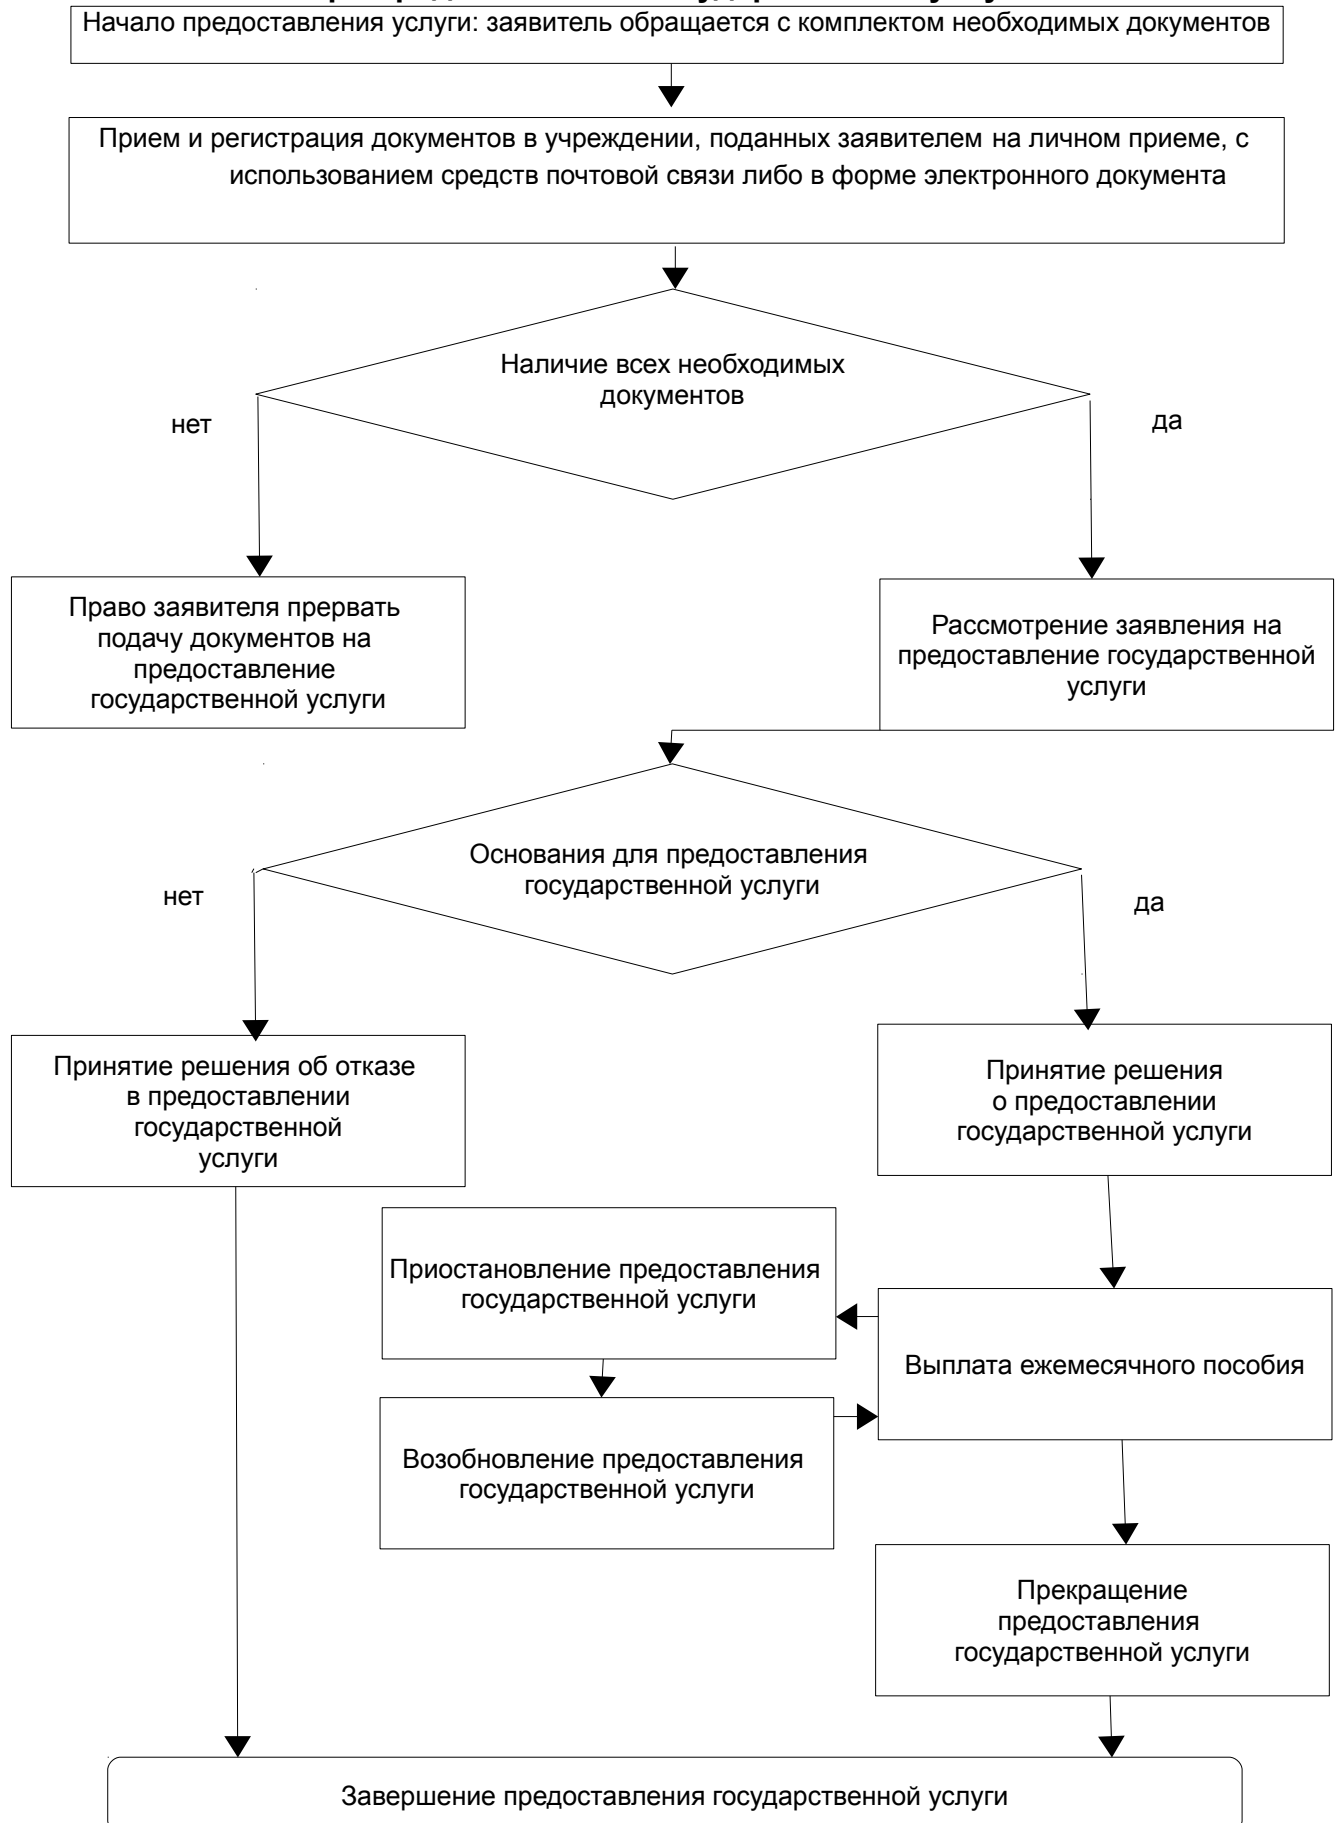 Начало предоставления услуги: заявитель обращается с комплектом необходимых документов
Прием и регистрация документов в учреждении, поданных заявителем на личном приеме, с
использованием средств почтовой связи либо в форме электронного документа
Наличие всех необходимых
документов
нет
да
Право заявителя прервать
подачу документов на
предоставление
государственной услуги
Рассмотрение заявления на
предоставление государственной
услуги
Основания для предоставления
государственной услуги
нет
да
Принятие решения об отказе
в предоставлении
государственной
услуги
Принятие решения
о предоставлении
государственной услуги
Приостановление предоставления
государственной услуги
Выплата ежемесячного пособия
Возобновление предоставления
государственной услуги
Прекращение
предоставления
государственной услуги
Завершение предоставления государственной услуги